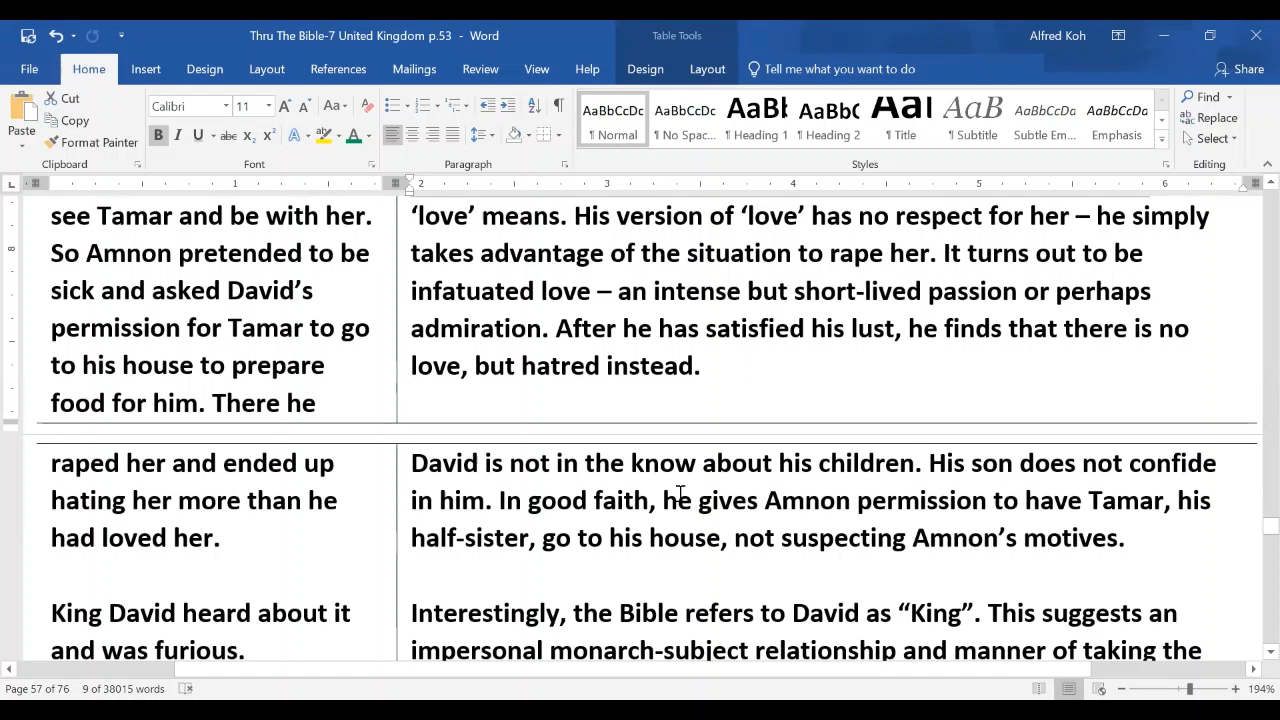 Thru The Bible-7 United Kingdom p.53 - Word
Table Tools
Alfred Koh
File
Home
Insert
Design
Layout
References
Mailings
Review
View
Help
Design
Layout
Tell me what you want to do
Share
Paste
Cut
Copy
Format Painter
Clipboard
Calibri
11
Font
Paragraph
AaBbCcDc
¶ Normal
AaBbCcDc
¶ No Spac...
AaBb
Heading 1
AaBbC
Heading 2
AaI
¶ Title
AaB
¶ Subtitle
AaBbCcDc
Subtle Em...
AaBbCcDc
Emphasis
Styles
Find
Replace
Select
Editing
1
2
3
4
5
6
8
see Tamar and be with her.
So Amnon pretended to be
sick and asked David’s
permission for Tamar to go
to his house to prepare
food for him. There he
‘love’ means. His version of ‘love’ has no respect for her – he simply
takes advantage of the situation to rape her. It turns out to be
infatuated love – an intense but short-lived passion or perhaps
admiration. After he has satisfied his lust, he finds that there is no
love, but hatred instead.
raped her and ended up
hating her more than he
had loved her.
David is not in the know about his children. His son does not confide
in him. In good faith, he gives Amnon permission to have Tamar, his
half-sister, go to his house, not suspecting Amnon’s motives.
King David heard about it
and was furious.
Interestingly, the Bible refers to David as “King”. This suggests an
impersonal monarch-subject relationship and manner of taking the
Page 57 of 76
9 of 38015 words
194%